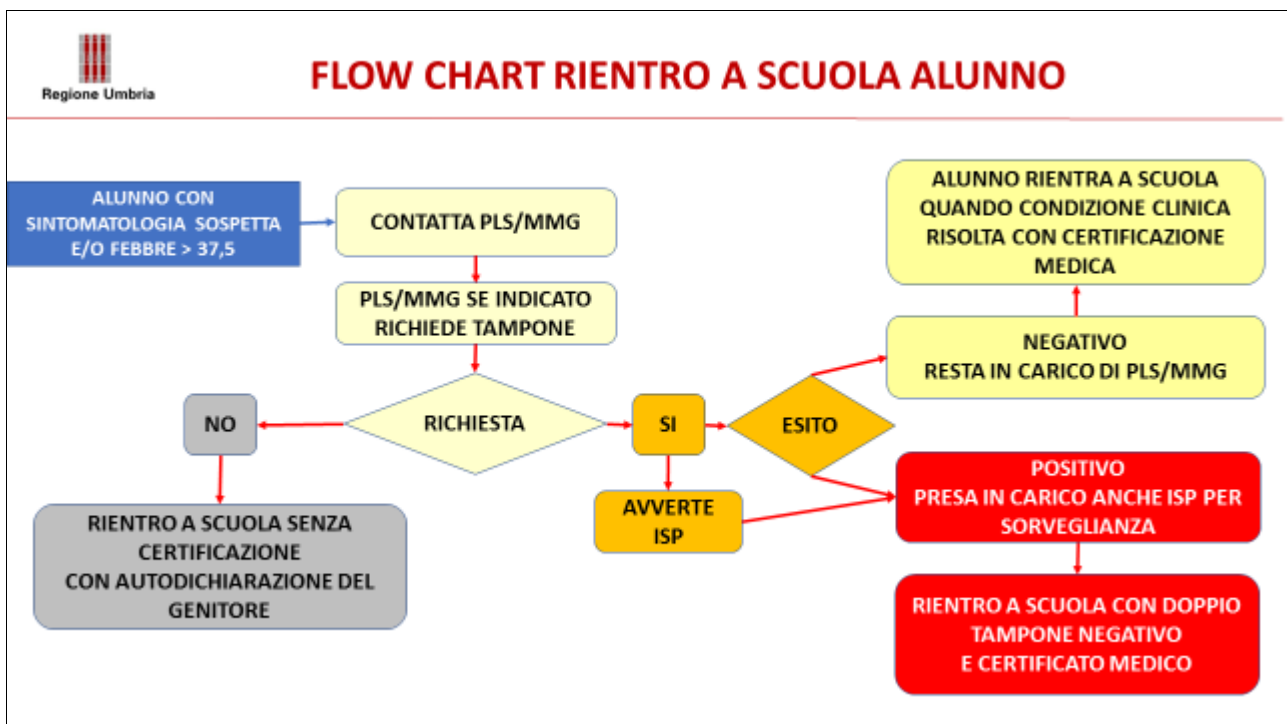 Regione Umbria
FLOW CHART RIENTRO A SCUOLA ALUNNO
ALUNNO CON
SINTOMATOLOGIA SOSPETTA
E/O FEBBRE > 37,5
CONTATTA PLS/MMG
PLS/MMG SE INDICATO
RICHIEDE TAMPONE
RICHIESTA
NO
RIENTRO A SCUOLA SENZA
CERTIFICAZIONE
CON AUTODICHIARAZIONE DEL
GENITORE
SI
AVVERTE
ISP
ESITO
ALUNNO RIENTRA A SCUOLA
QUANDO CONDIZIONE CLINICA
RISOLTA CON CERTIFICAZIONE
MEDICA
NEGATIVO
RESTA IN CARICO DI PLS/MMG
POSITIVO
PRESA IN CARICO ANCHE ISP PER
SORVEGLIANZA
RIENTRO A SCUOLA CON DOPPIO
TAMPONE NEGATIVO
E CERTIFICATO MEDICO